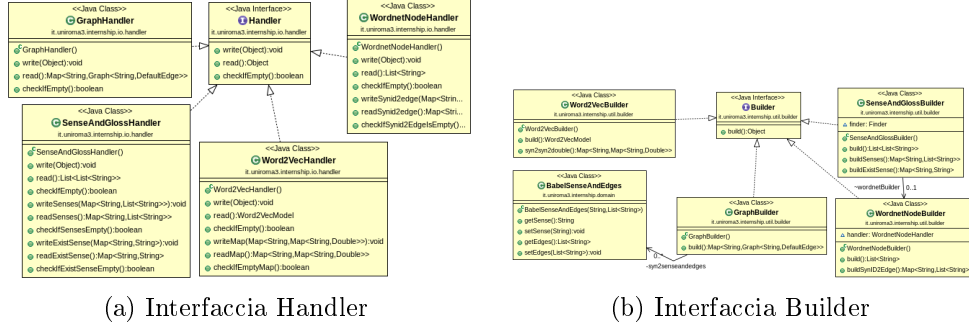 <<Java Class>>
GraphHandler
it.uniroma3.internship.io.handler
GraphHandler()
write(Object):void
read():Map<String,Graph<String,DefaultEdge>>
checkIfEmpty():boolean
<<Java Interface>>
Handler
it.uniroma3.internship.io.handler
write(Object):void
read():Object
checkIfEmpty():boolean
<<Java Class>>
WordnetNodeHandler
it.uniroma3.internship.io.handler
WordnetNodeHandler()
write(Object):void
read():List<String>
checkIfEmpty():boolean
writeSynid2edge(Map<Strin...
readSynid2edge():Map<Stri...
checkIfSynid2EdgeIsEmpty()...
<<Java Class>>
SenseAndGlossHandler
it.uniroma3.internship.io.handler
SenseAndGlossHandler()
write(Object):void
read():List<List<String>>
checkIfEmpty():boolean
writeSenses(Map<String,List<String>>):void
readSenses():Map<String,List<String>>
checkIfSensesEmpty():boolean
writeExistSense(Map<String,String>):void
readExistSense():Map<String,String>
checkIfExistSenseEmpty():boolean
<<Java Class>>
Word2VecHandler
it.uniroma3.internship.io.handler
Word2VecHandler()
write(Object):void
read():Word2VecModel
checkIfEmpty():boolean
writeMap(Map<String,Map<String,Double>>):void
readMap():Map<String,Map<String,Double>>
checkIfEmptyMap():boolean
(a) Interfaccia Handler
<<Java Class>>
Word2VecBuilder
it.uniroma3.internship.util.builder
Word2VecBuilder()
build():Word2VecModel
syn2syn2double():Map<String,Map<String,Double>>
<<Java Interface>>
Builder
it.uniroma3.internship.util.builder
build():Object
<<Java Class>>
SenseAndGlossBuilder
it.uniroma3.internship.util.builder
finder: Finder
SenseAndGlossBuilder()
build():List<List<String>>
buildSenses():Map<String,List<String>>
buildExistSense():Map<String,String>
~wordnetBuilder
0..1
<<Java Class>>
BabelSenseAndEdges
it.uniroma3.internship.domain
BabelSenseAndEdges(String,List<String>)
getSense():String
setSense(String):void
getEdges():List<String>
setEdges(List<String>):void
<<Java Class>>
GraphBuilder
it.uniroma3.internship.util.builder
GraphBuilder()
build():Map<String,Graph<String,DefaultEdge>>
0..*
-syn2senseandedges
<<Java Class>>
WordnetNodeBuilder
it.uniroma3.internship.util.builder
handler: WordnetNodeHandler
WordnetNodeBuilder()
build():List<String>
buildSynID2Edge():Map<String,List<String>>
(b) Interfaccia Builder